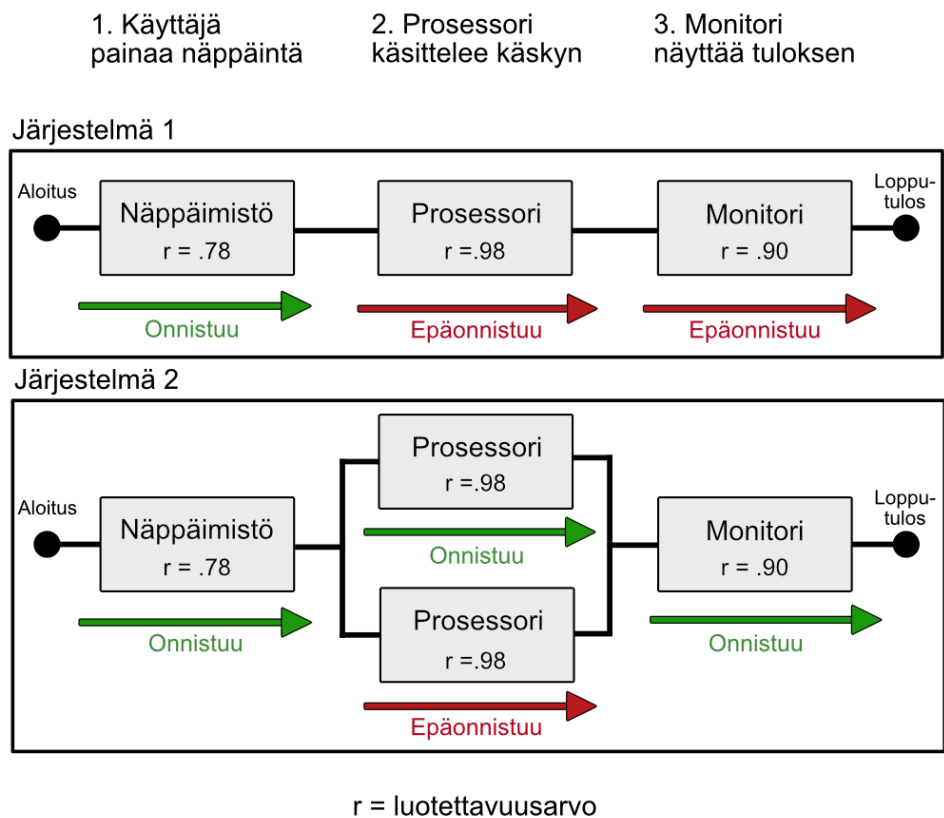 1. Käyttäjä
painaa näppäintä
2. Prosessori
käsittelee käskyn
3. Monitori
näyttää tuloksen
Järjestelmä 1
Aloitus
Näppäimistö
r = .78
Prosessori
r =.98
Monitori
r = .90
Loppu-
tulos
Onnistuu
Epäonnistuu
Epäonnistuu
Järjestelmä 2
Aloitus
Näppäimistö
r = .78
Onnistuu
Prosessori
r =.98
Onnistuu
Prosessori
r =.98
Epäonnistuu
Monitori
r = .90
Onnistuu
Loppu-
tulos
r = luotettavuusarvo